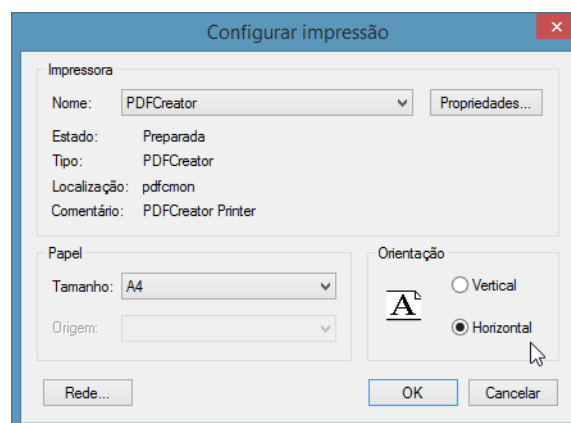 Configurar impressão
Impressora
Nome: PDFCreator Propriedades...
Estado: Preparada
Tipo: PDFCreator
Localização: pdfcmon
Comentário: PDFCreator Printer
Papel
Tamanho: A4
Origem:
Orientação
A
Vertical
Horizontal
Rede... OK Cancelar